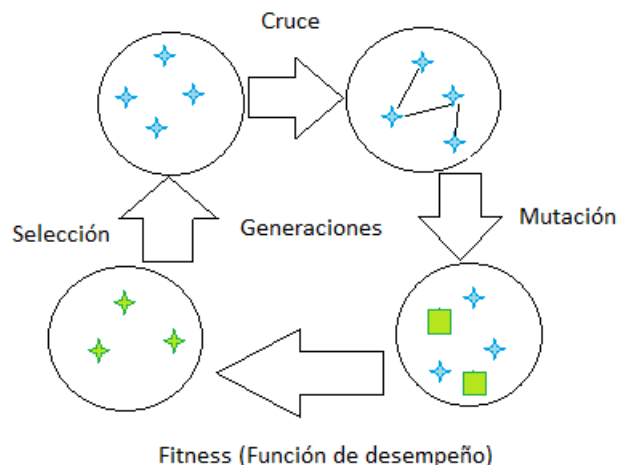 Cruce
Selección
Generaciones
Mutación
Fitness (Función de desempeño)